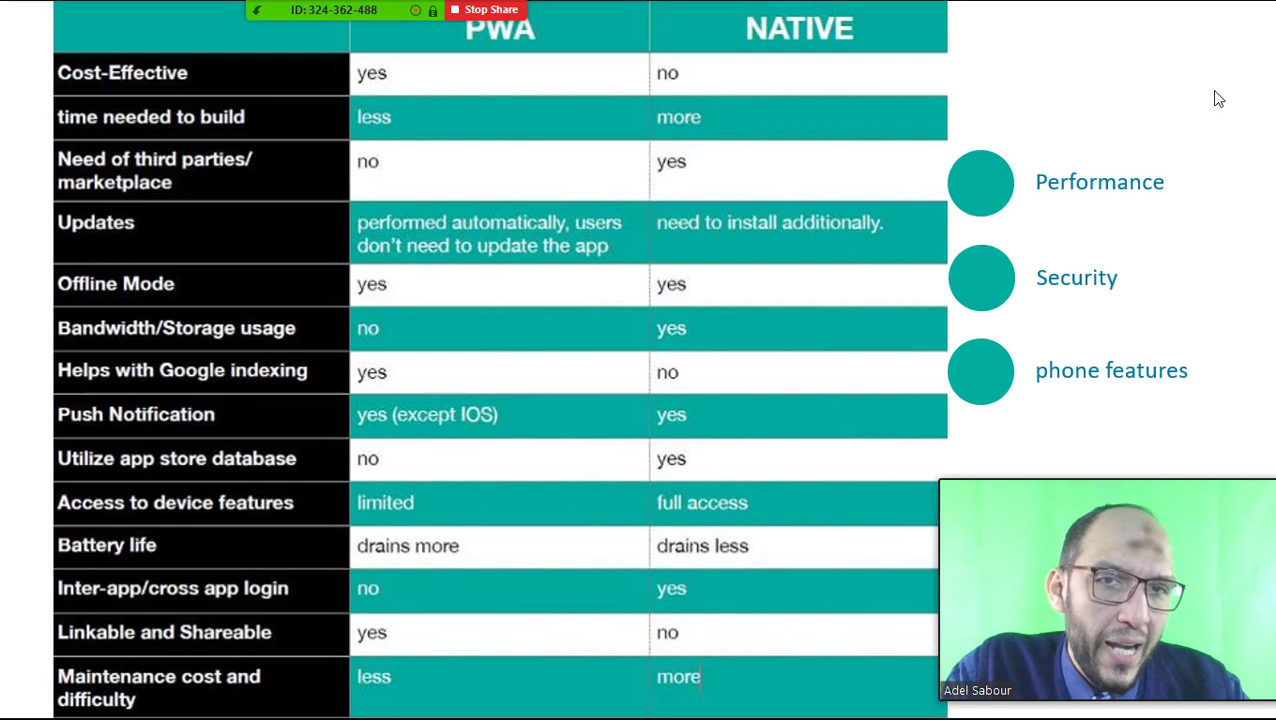 ID: 324-362-488
Stop Share
PWA
NATIVE
Cost-Effective
yes
no
time needed to build
less
more
Need of third parties/
marketplace
no
yes
Updates
performed automatically, users
don't need to update the app
need to install additionally.
Offline Mode
yes
yes
Bandwidth/Storage usage
no
yes
Helps with Google indexing
yes
no
Push Notification
yes (except IOS)
yes
Utilize app store database
no
yes
Access to device features
limited
full access
Battery life
drains more
drains less
Inter-app/cross app login
no
yes
Linkable and Shareable
yes
no
Maintenance cost and
difficulty
less
more
Performance
Security
phone features
Adel Sabour